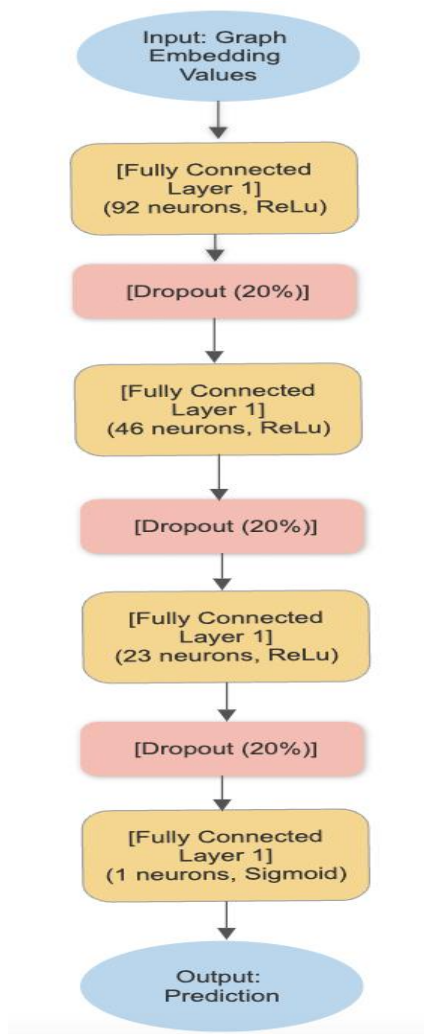 Input: Graph
Embedding
Values
[Fully Connected
Layer 1]
(92 neurons, ReLu)
[Dropout (20%)]
[Fully Connected
Layer 1]
(46 neurons, ReLu)
[Dropout (20%)]
[Fully Connected
Layer 1]
(23 neurons, ReLu)
[Dropout (20%)]
[Fully Connected
Layer 1]
(1 neurons, Sigmoid)
Output:
Prediction